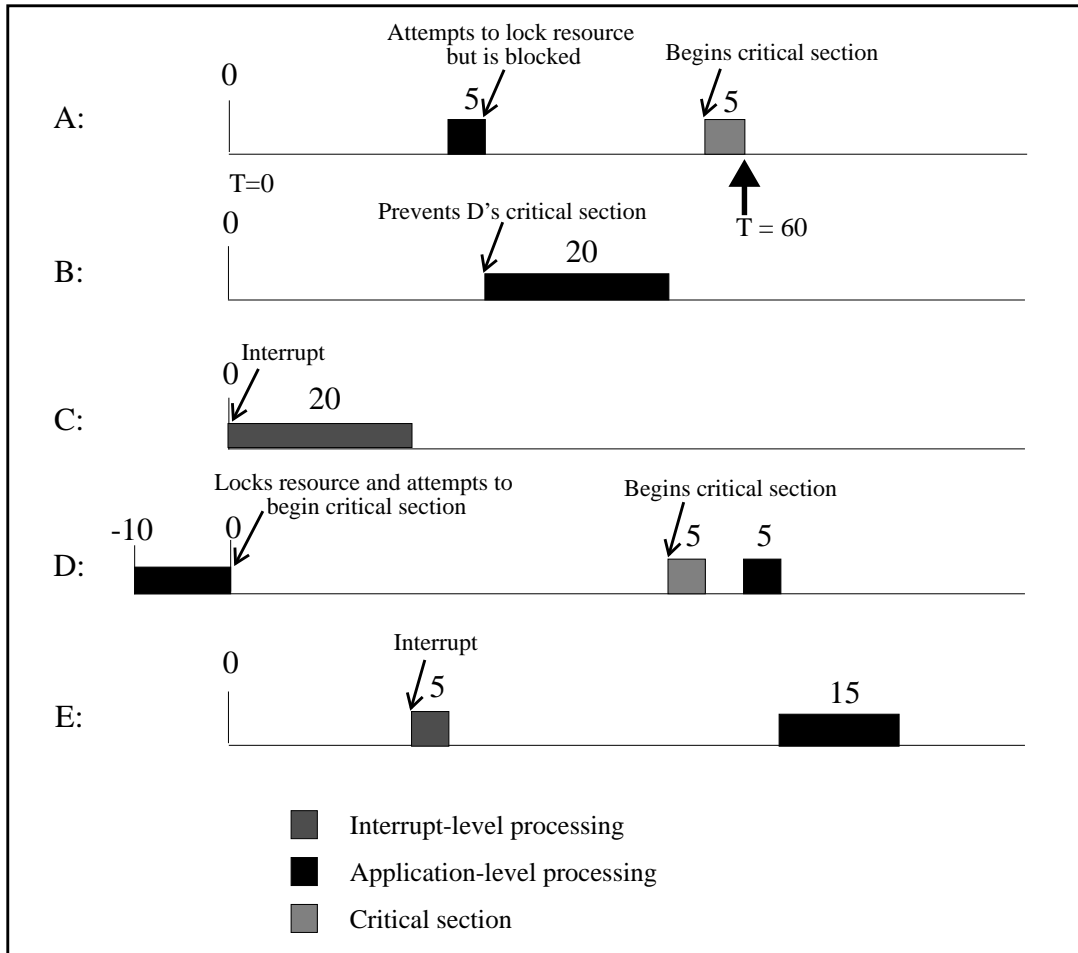 Attempts to lock resource
but is blocked
Begins critical section
0
5
5
A:
T=0
T = 60
0
Prevents D’s critical section
20
B:
Interrupt
0
20
C:
Locks resource and attempts to
begin critical section
Begins critical section
-10
0
5
5
D:
Interrupt
0
5
15
E:
Interrupt-level processing
Application-level processing
Critical section